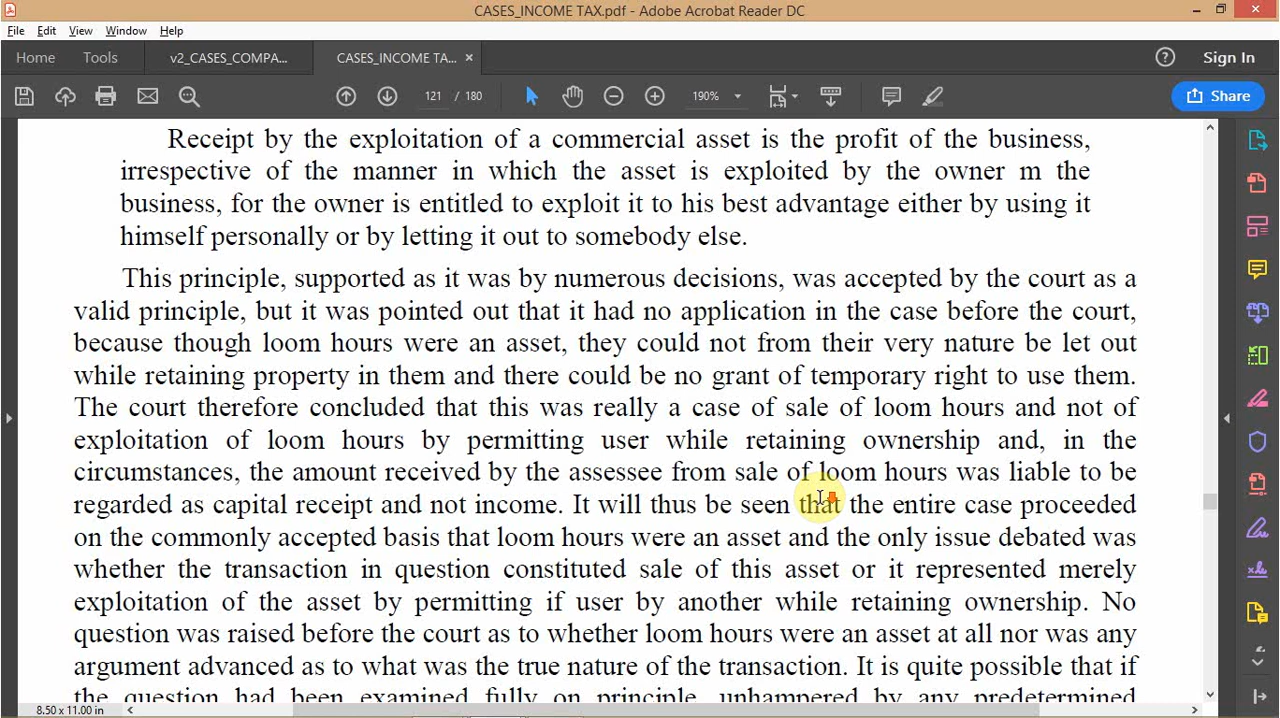 CASES_INCOME TAX.pdf - Adobe Acrobat Reader DC
File Edit View Window Help
Home Tools v2_CASES_COMPA... CASES_INCOME TA... ×
Sign In
121 / 180 190% Share
Receipt by the exploitation of a commercial asset is the profit of the business,
irrespective of the manner in which the asset is exploited by the owner m the
business, for the owner is entitled to exploit it to his best advantage either by using it
himself personally or by letting it out to somebody else.
This principle, supported as it was by numerous decisions, was accepted by the court as a
valid principle, but it was pointed out that it had no application in the case before the court,
because though loom hours were an asset, they could not from their very nature be let out
while retaining property in them and there could be no grant of temporary right to use them.
The court therefore concluded that this was really a case of sale of loom hours and not of
exploitation of loom hours by permitting user while retaining ownership and, in the
circumstances, the amount received by the assessee from sale of loom hours was liable to be
regarded as capital receipt and not income. It will thus be seen that the entire case proceeded
on the commonly accepted basis that loom hours were an asset and the only issue debated was
whether the transaction in question constituted sale of this asset or it represented merely
exploitation of the asset by permitting if user by another while retaining ownership. No
question was raised before the court as to whether loom hours were an asset at all nor was any
argument advanced as to what was the true nature of the transaction. It is quite possible that if
the question had been examined fully on principle, unhampered by any predetermined
8.50 x 11.00 in